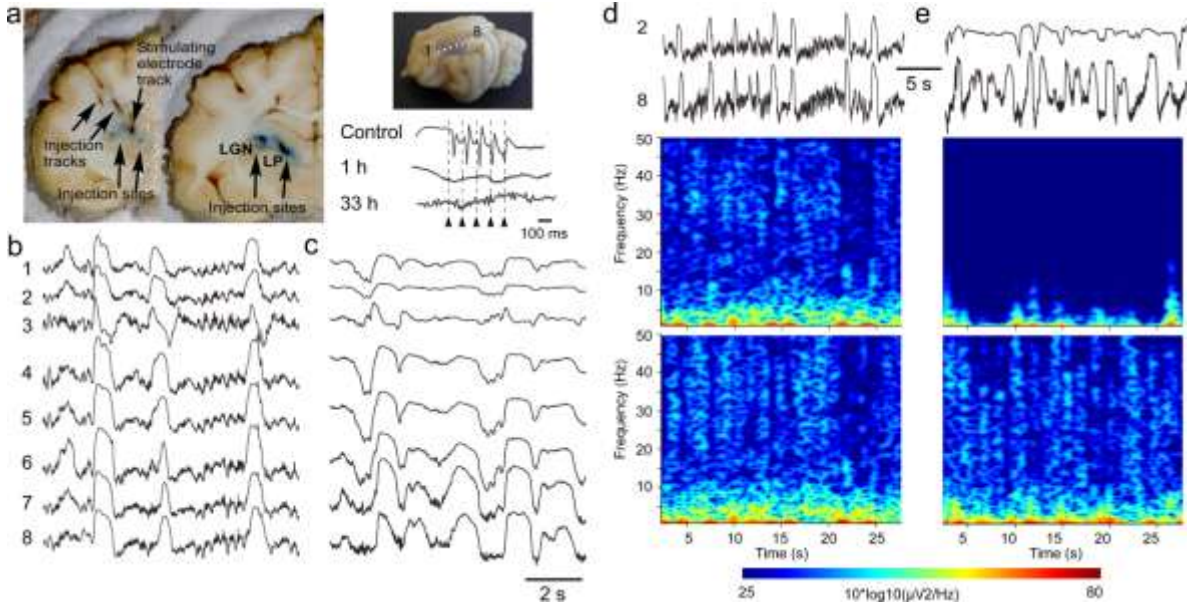 a
Stimulating
electrode
track
Injection
tracks
Injection sites
LGN
LP
Injection sites
1
8
Control
1 h
33 h
100 ms
b
1
2
3
4
5
6
7
8
c
2 s
d
2
8
e
5 s
Frequency (Hz)
50
40
30
20
10
Frequency (Hz)
50
40
30
20
10
5 10 15 20 25
Time (s)
5 10 15 20 25
Time (s)
25
10*log10(µV2/Hz)
80